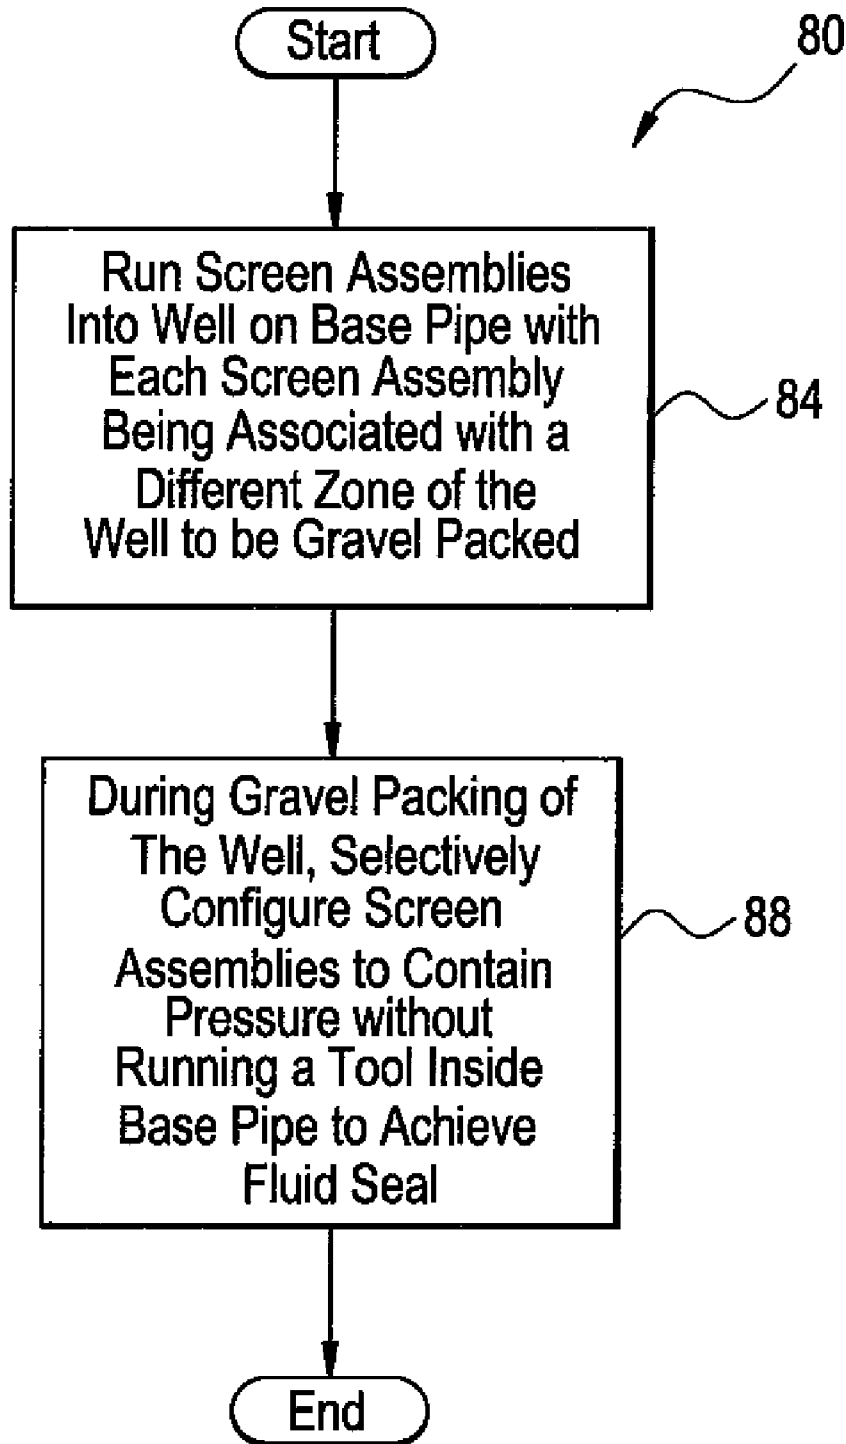 Start
80
Run Screen Assemblies
Into Well on Base Pipe with
Each Screen Assembly
Being Associated with a
Different Zone of the
Well to be Gravel Packed
84
During Gravel Packing of
The Well, Selectively
Configure Screen
Assemblies to Contain
Pressure without
Running a Tool Inside
Base Pipe to Achieve
Fluid Seal
88
End